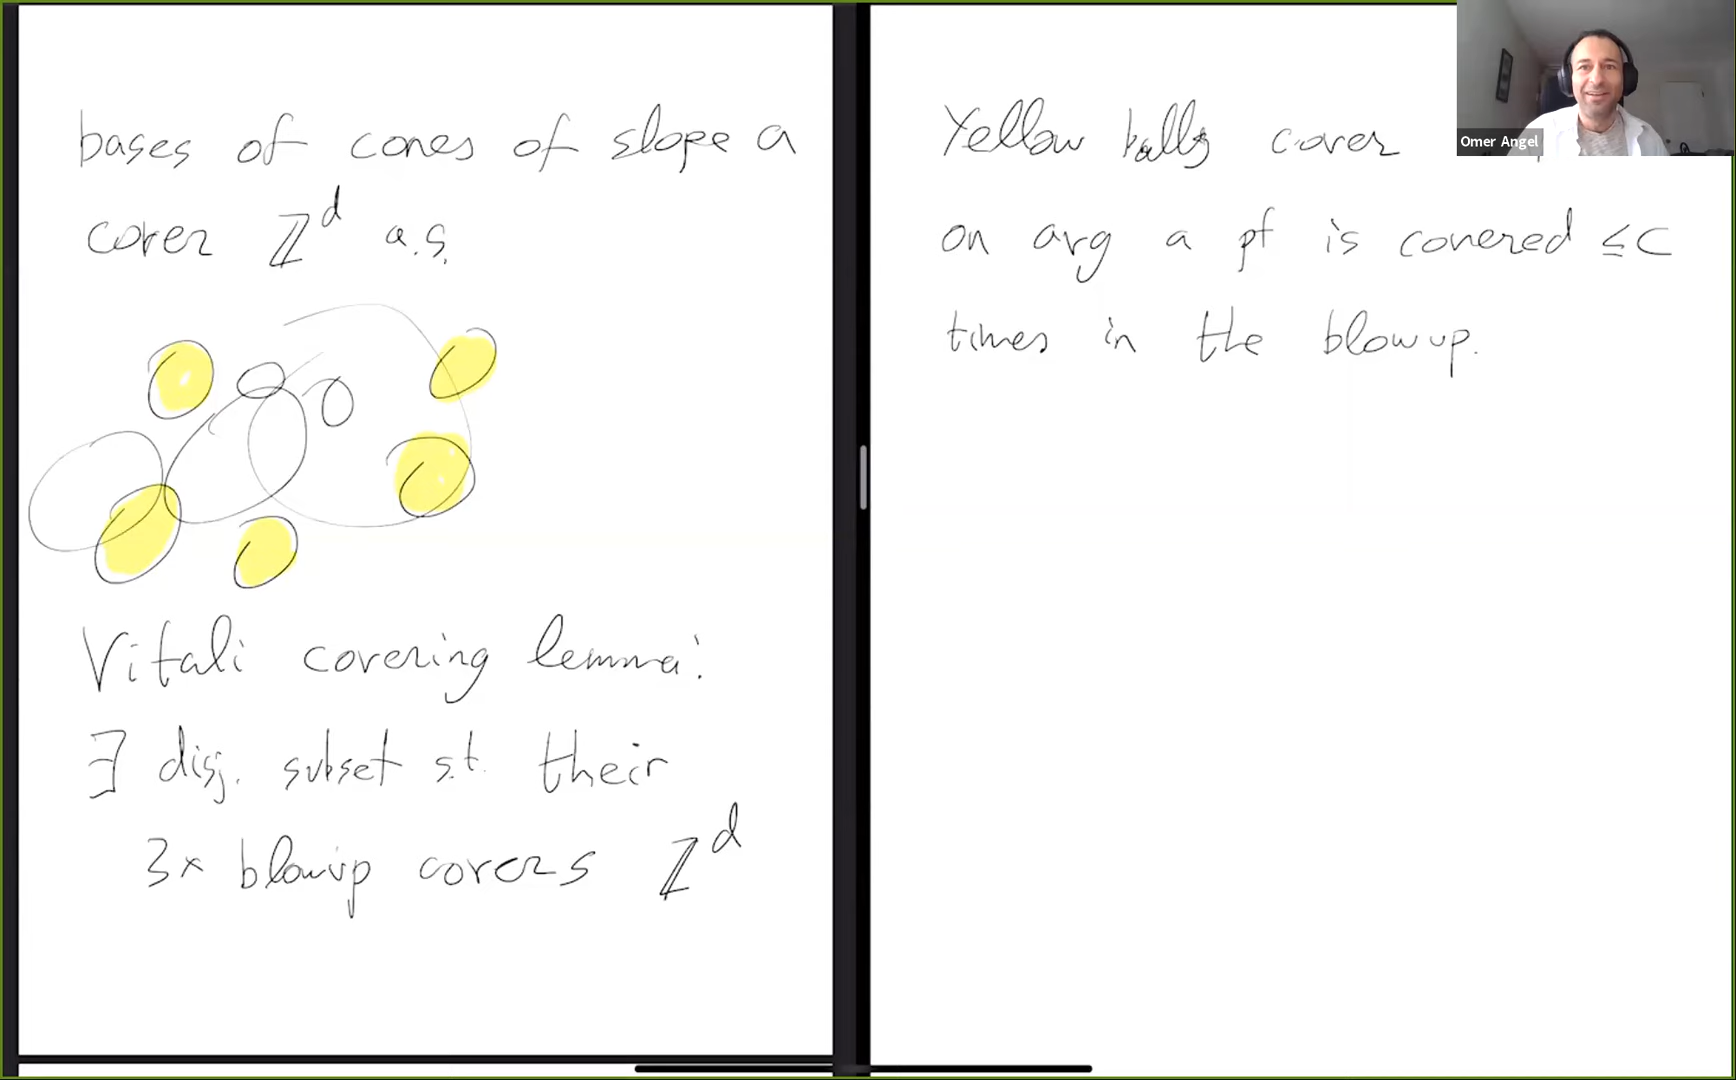 bases of cones of slope a
cover ℤ^d a.s.
Vitali covering lemma:
∃ disj. subset s.t. their
3x blowup covers ℤ^d
Yellow balls cover
on avg a pt is covered ≤C
times in the blowup.
Omer Angel